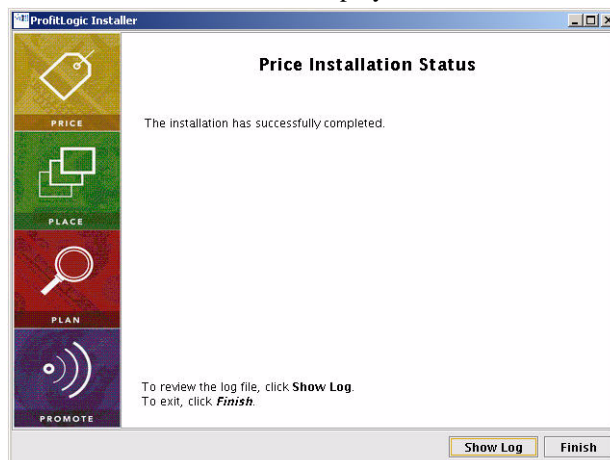 ProfitLogic Installer
Price Installation Status
The installation has successfully completed.
PRICE
PLACE
PLAN
PROMOTE
To review the log file, click Show Log.
To exit, click Finish.
Show Log
Finish